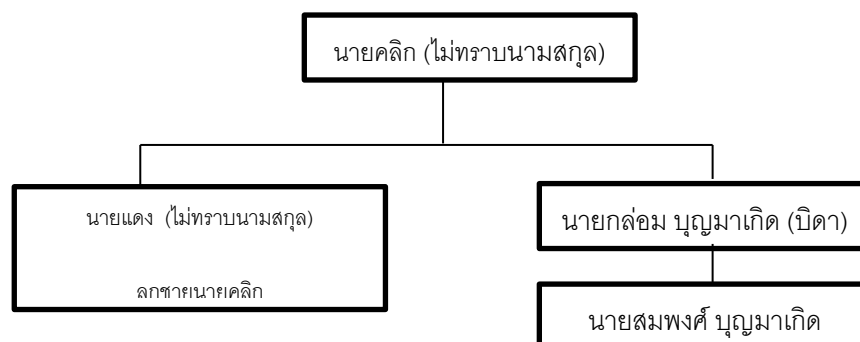 นายคลิก (ไม่ทราบนามสกุล)
นายแดง (ไม่ทราบนามสกุล)
ลกชายนายคลิก
นายกล่อม บุญมาเกิด (บิดา)
นายสมพงศ์ บุญมาเกิด